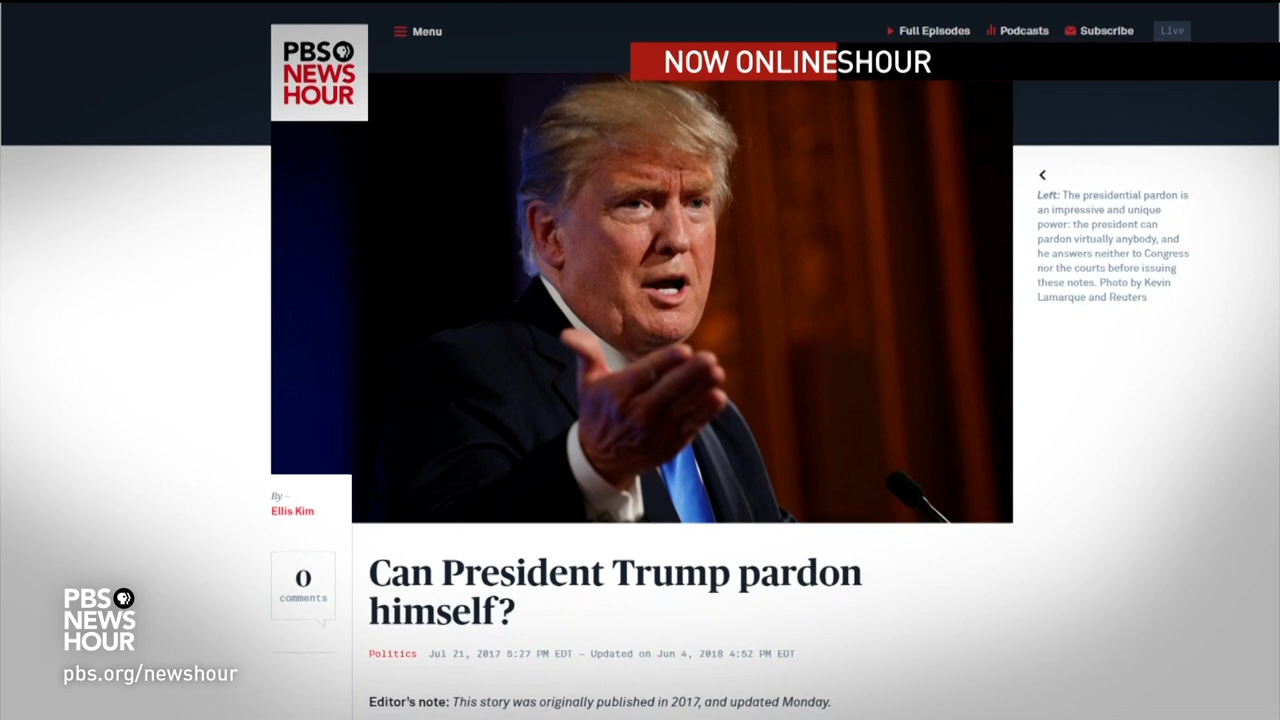 PBS
NEWS
HOUR
Menu
Full Episodes
Podcasts
Subscribe
Live
NOW ONLINESHOUR
Left: The presidential pardon is
an impressive and unique
power: the president can
pardon virtually anybody, and
he answers neither to Congress
nor the courts before issuing
these notes. Photo by Kevin
Lamarque and Reuters
By –
Ellis Kim
0
comments
Can President Trump pardon
himself?
Politics Jul 21, 2017 5:27 PM EDT – Updated on Jun 4, 2018 4:52 PM EDT
Editor's note: This story was originally published in 2017, and updated Monday.
PBS
NEWS
HOUR
pbs.org/newshour